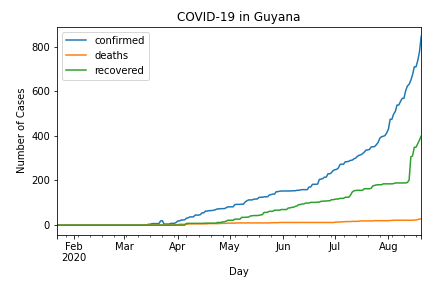 COVID-19 in Guyana
confirmed
deaths
recovered
Number of Cases
800
600
400
200
0
Feb Mar Apr May Jun Jul Aug
2020
Day